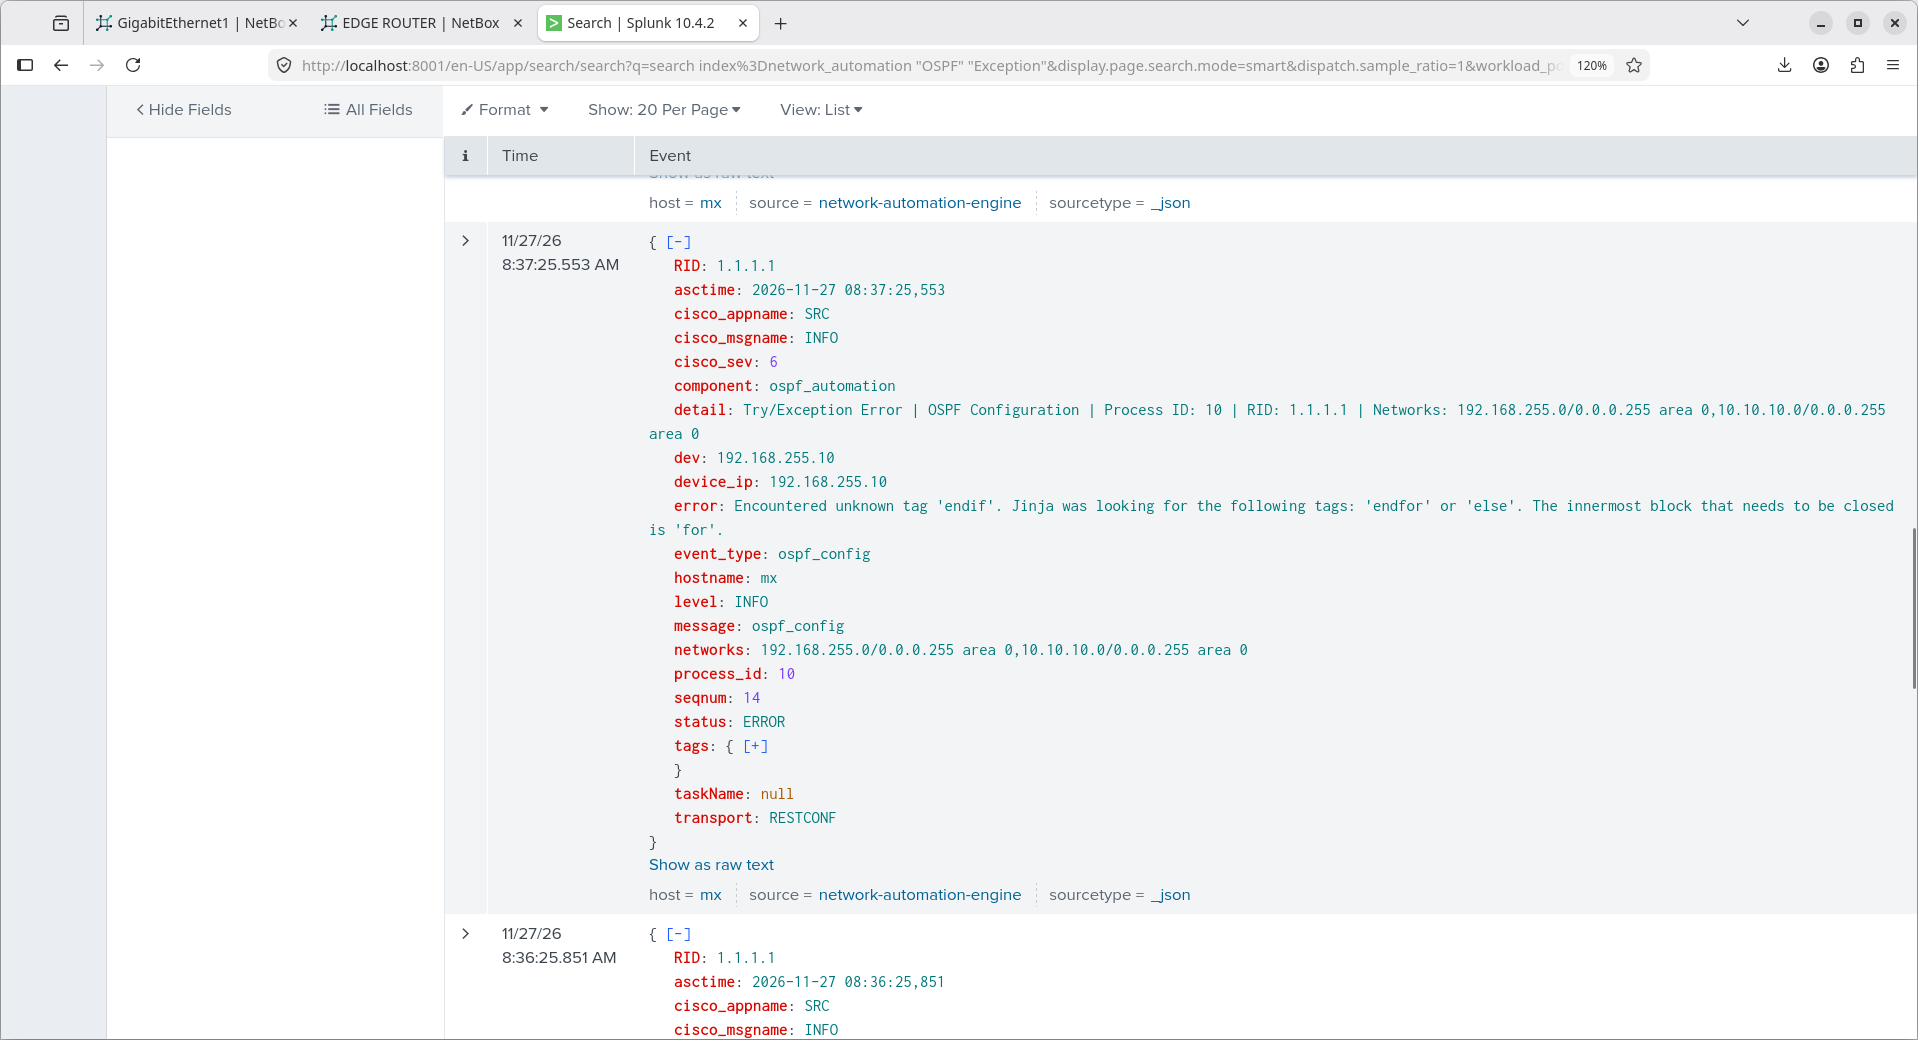 GigabitEthernet1 | NetBo
EDGE ROUTER | NetBox
Search | Splunk 10.4.2
http://localhost:8001/en-US/app/search/search?q=search index%3Dnetwork_automation "OSPF" "Exception"&display.page.search.mode=smart&dispatch.sample_ratio=1&workload_po
120%
Hide Fields
All Fields
Format
Show: 20 Per Page
View: List
i
Time
Event
Show as raw text
host = mx
source = network-automation-engine
sourcetype = _json
11/27/26
8:37:25.553 AM
{ [-]
RID: 1.1.1.1
asctime: 2026-11-27 08:37:25,553
cisco_appname: SRC
cisco_msgname: INFO
cisco_sev: 6
component: ospf_automation
detail: Try/Exception Error | OSPF Configuration | Process ID: 10 | RID: 1.1.1.1 | Networks: 192.168.255.0/0.0.0.255 area 0,10.10.10.0/0.0.0.255
area 0
dev: 192.168.255.10
device_ip: 192.168.255.10
error: Encountered unknown tag 'endif'. Jinja was looking for the following tags: 'endfor' or 'else'. The innermost block that needs to be closed
is 'for'.
event_type: ospf_config
hostname: mx
level: INFO
message: ospf_config
networks: 192.168.255.0/0.0.0.255 area 0,10.10.10.0/0.0.0.255 area 0
process_id: 10
seqnum: 14
status: ERROR
tags: { [+]
}
taskName: null
transport: RESTCONF
}
Show as raw text
host = mx
source = network-automation-engine
sourcetype = _json
11/27/26
8:36:25.851 AM
{ [-]
RID: 1.1.1.1
asctime: 2026-11-27 08:36:25,851
cisco_appname: SRC
cisco_msgname: INFO